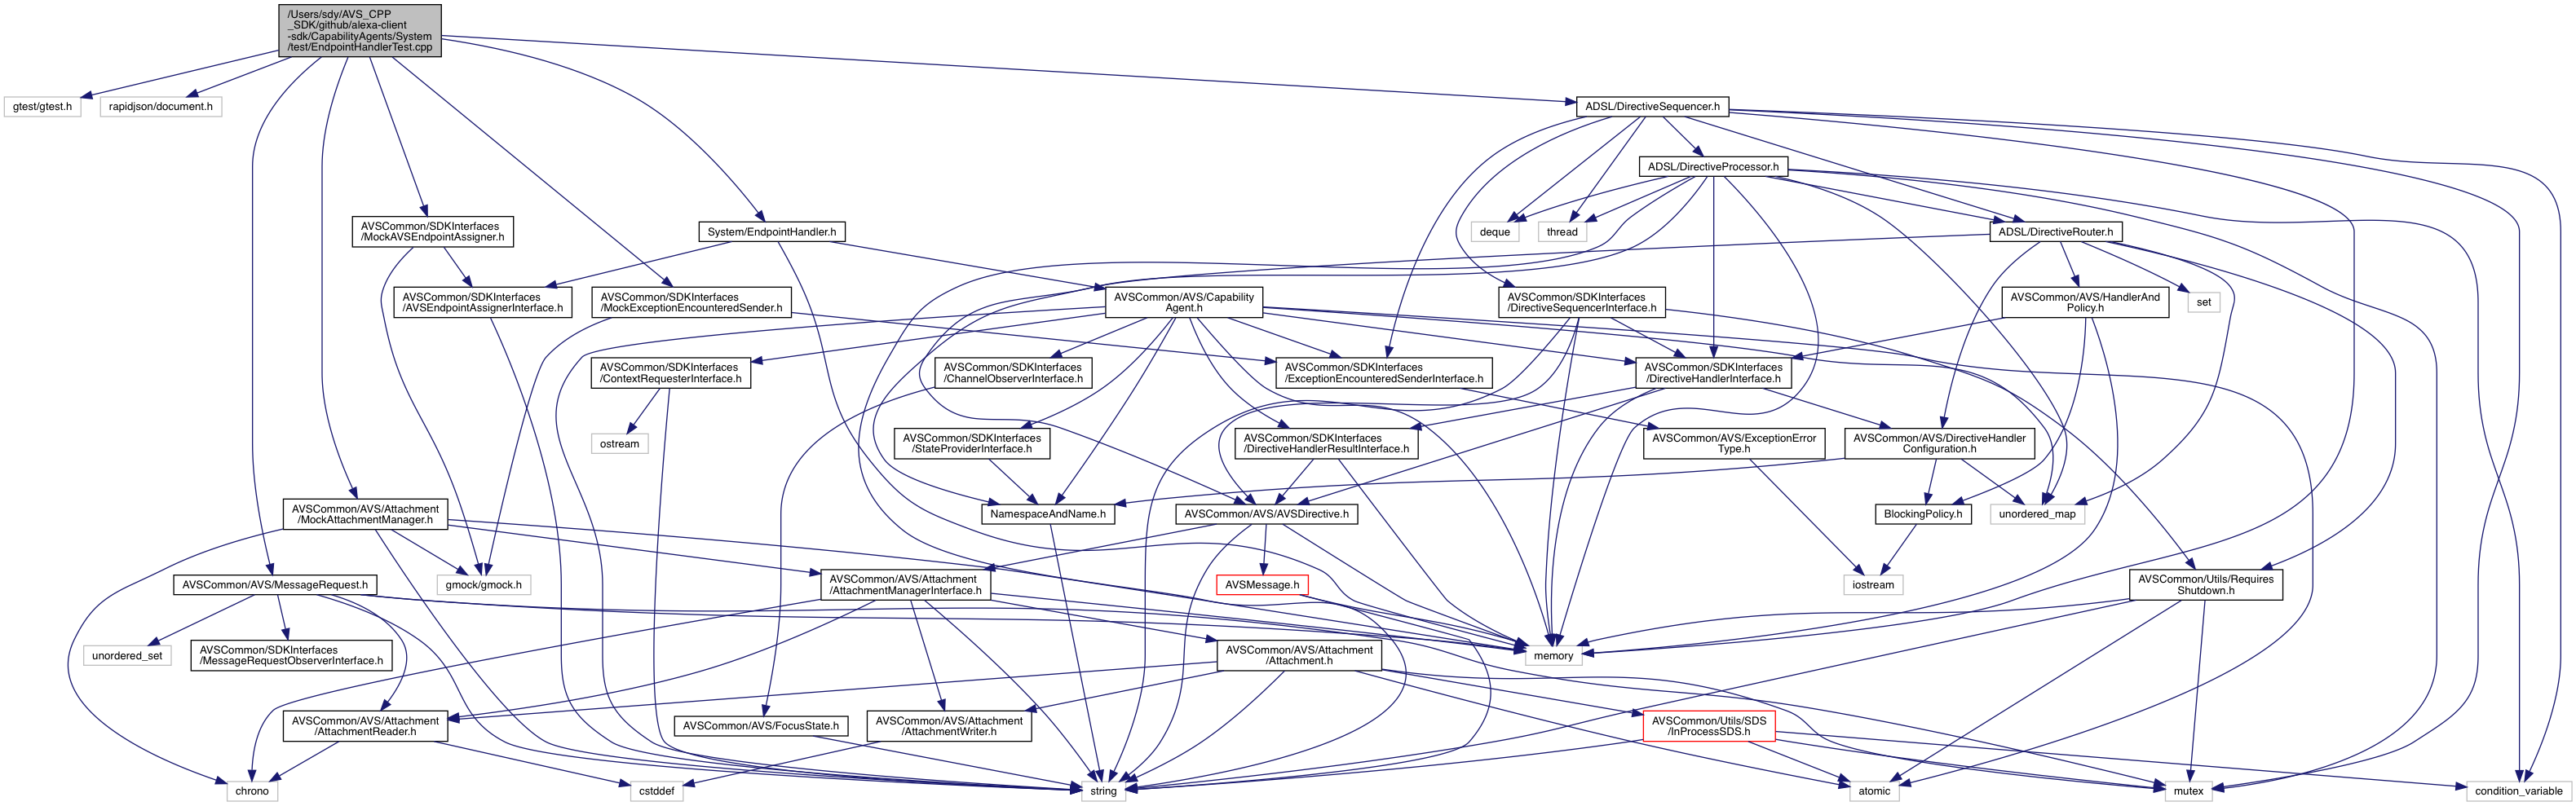 /Users/sdy/AVS_CPP
_SDK/github/alexa-client
-sdk/CapabilityAgents/System
/test/EndpointHandlerTest.cpp
gtest/gtest.h
rapidjson/document.h
ADSL/DirectiveSequencer.h
ADSL/DirectiveProcessor.h
AVSCommon/SDKInterfaces
/MockAVSEndpointAssigner.h
System/EndpointHandler.h
deque
thread
ADSL/DirectiveRouter.h
AVSCommon/SDKInterfaces
/AVSEndpointAssignerInterface.h
AVSCommon/SDKInterfaces
/MockExceptionEncounteredSender.h
AVSCommon/AVS/Capability
Agent.h
AVSCommon/SDKInterfaces
/DirectiveSequencerInterface.h
AVSCommon/AVS/HandlerAnd
Policy.h
set
AVSCommon/SDKInterfaces
/ContextRequesterInterface.h
AVSCommon/SDKInterfaces
/ChannelObserverInterface.h
AVSCommon/SDKInterfaces
/ExceptionEncounteredSenderInterface.h
AVSCommon/SDKInterfaces
/DirectiveHandlerInterface.h
ostream
AVSCommon/SDKInterfaces
/StateProviderInterface.h
AVSCommon/SDKInterfaces
/DirectiveHandlerResultInterface.h
AVSCommon/AVS/ExceptionError
Type.h
AVSCommon/AVS/DirectiveHandler
Configuration.h
AVSCommon/AVS/Attachment
/MockAttachmentManager.h
NamespaceAndName.h
AVSCommon/AVS/AVSDirective.h
BlockingPolicy.h
unordered_map
AVSCommon/AVS/MessageRequest.h
gmock/gmock.h
AVSCommon/AVS/Attachment
/AttachmentManagerInterface.h
AVSMessage.h
iostream
AVSCommon/Utils/Requires
Shutdown.h
unordered_set
AVSCommon/SDKInterfaces
/MessageRequestObserverInterface.h
AVSCommon/AVS/Attachment
/Attachment.h
memory
AVSCommon/AVS/Attachment
/AttachmentReader.h
AVSCommon/AVS/FocusState.h
AVSCommon/AVS/Attachment
/AttachmentWriter.h
AVSCommon/Utils/SDS
/InProcessSDS.h
chrono
cstddef
string
atomic
mutex
condition_variable